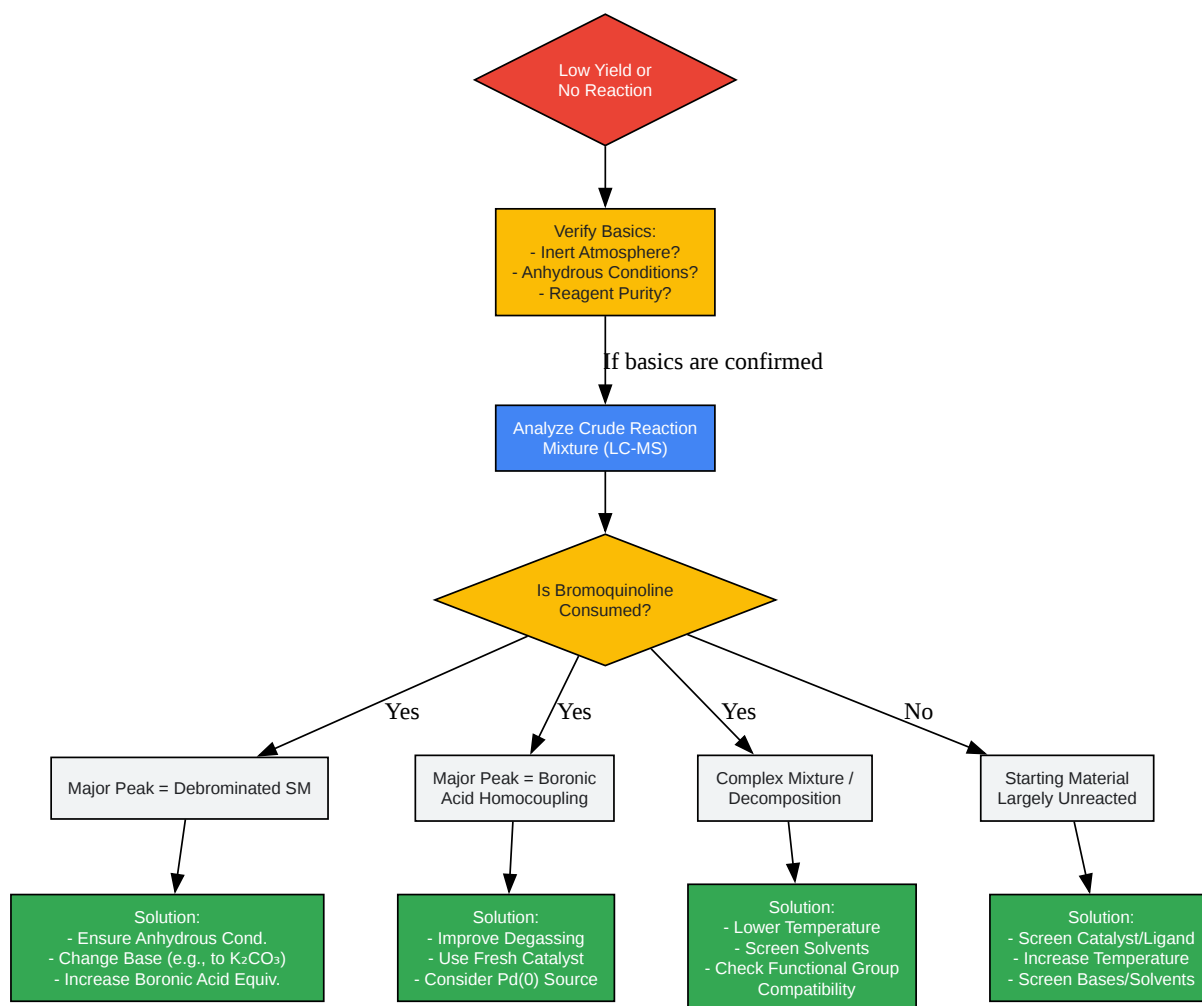 Low Yield or
No Reaction
Verify Basics:
- Inert Atmosphere?
- Anhydrous Conditions?
- Reagent Purity?
If basics are confirmed
Analyze Crude Reaction
Mixture (LC-MS)
Is Bromoquinoline
Consumed?
Yes
Yes
Yes
No
Major Peak = Debrominated SM
Major Peak = Boronic
Acid Homocoupling
Complex Mixture /
Decomposition
Starting Material
Largely Unreacted
Solution:
- Ensure Anhydrous Cond.
- Change Base (e.g., to K₂CO₃)
- Increase Boronic Acid Equiv.
Solution:
- Improve Degassing
- Use Fresh Catalyst
- Consider Pd(0) Source
Solution:
- Lower Temperature
- Screen Solvents
- Check Functional Group
Compatibility
Solution:
- Screen Catalyst/Ligand
- Increase Temperature
- Screen Bases/Solvents